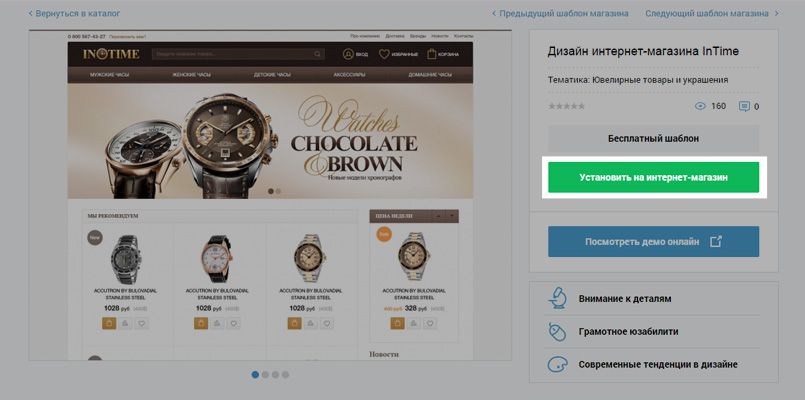 Вернуться в каталог
Предыдущий шаблон магазина
Следующий шаблон магазина
0 800 567-43-27 Перезвонить вам?
Про компанию Доставка Бренды Новости Контакты
INTIME
Введите название товара...
ВХОД
ИЗБРАННЫЕ
КОРЗИНА
МУЖСКИЕ ЧАСЫ
ЖЕНСКИЕ ЧАСЫ
ДЕТСКИЕ ЧАСЫ
АКСЕССУАРЫ
ДОМАШНИЕ ЧАСЫ
Watches
CHOCOLATE
& BROWN
Новые модели хронографов
МЫ РЕКОМЕНДУЕМ
New
ACCUTRON BY BULOVADIAL
STAINLESS STEEL
1028 руб (400$)
ACCUTRON BY BULOVADIAL
STAINLESS STEEL
1028 руб (400$)
ACCUTRON BY BULOVADIAL
STAINLESS STEEL
1028 руб (400$)
ЦЕНА НЕДЕЛИ
Sale
ACCUTRON BY BULOVADIAL
STAINLESS STEEL
400 руб 328 руб
Новости
Дизайн интернет-магазина InTime
Тематика: Ювелирные товары и украшения
160
0
Бесплатный шаблон
Установить на интернет-магазин
Посмотреть демо онлайн
Внимание к деталям
Грамотное юзабилити
Современные тенденции в дизайне